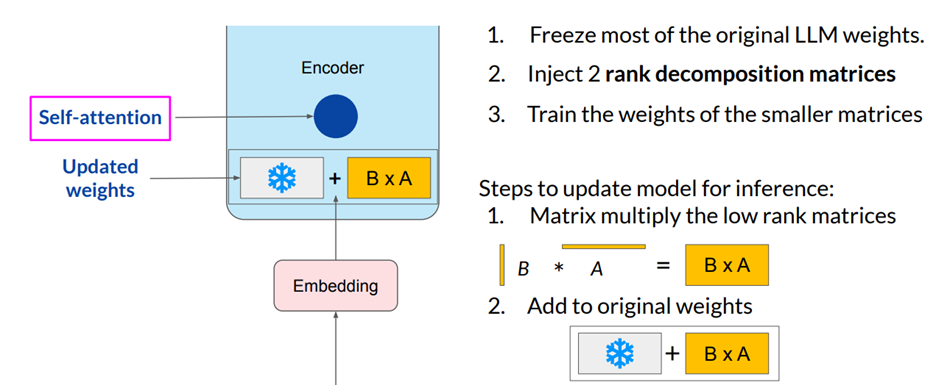 Encoder
Self-attention
Updated
weights
+
B x A
Embedding
1. Freeze most of the original LLM weights.
2. Inject 2 rank decomposition matrices
3. Train the weights of the smaller matrices
Steps to update model for inference:
1. Matrix multiply the low rank matrices
B * A = B x A
2. Add to original weights
+ B x A